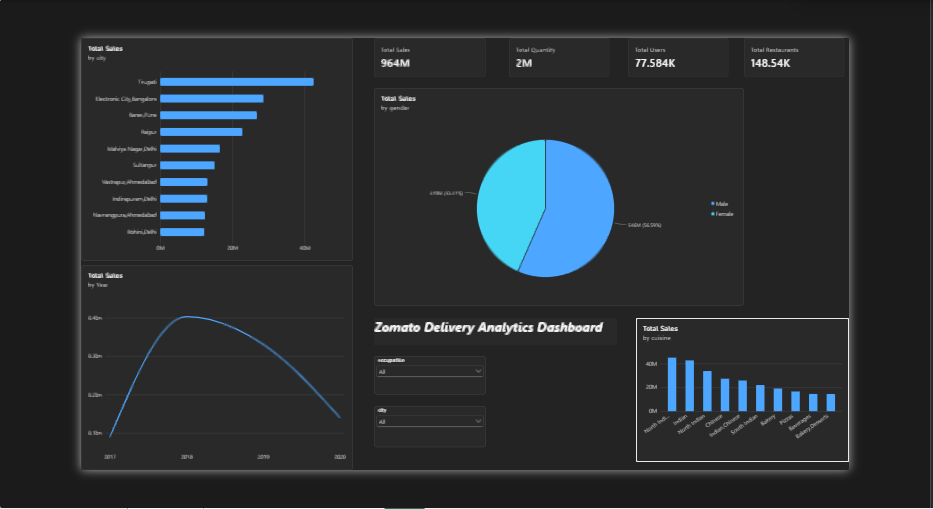 Total Sales
by city
Tirupati
Electronic City,Bangalore
Baner,Pune
Raipur
Malviya Nagar,Delhi
Sultanpur
Vastrapur,Ahmedabad
Indirapuram,Delhi
Navrangpura,Ahmedabad
Rohini,Delhi
0M 20M 40M
Total Sales
964M
Total Quantity
2M
Total Users
77.584K
Total Restaurants
148.54K
Total Sales
by gender
Male
Female
Total Sales
by Year
2017 2018 2019 2020
Zomato Delivery Analytics Dashboard
occupation
All
city
All
Total Sales
by cuisine
40M
20M
0M
North Indi...
Indian
North Indian
Chinese
Indian,Chinese
South Indian
Bakery
Pizzas
Beverages
Bakery,Desserts